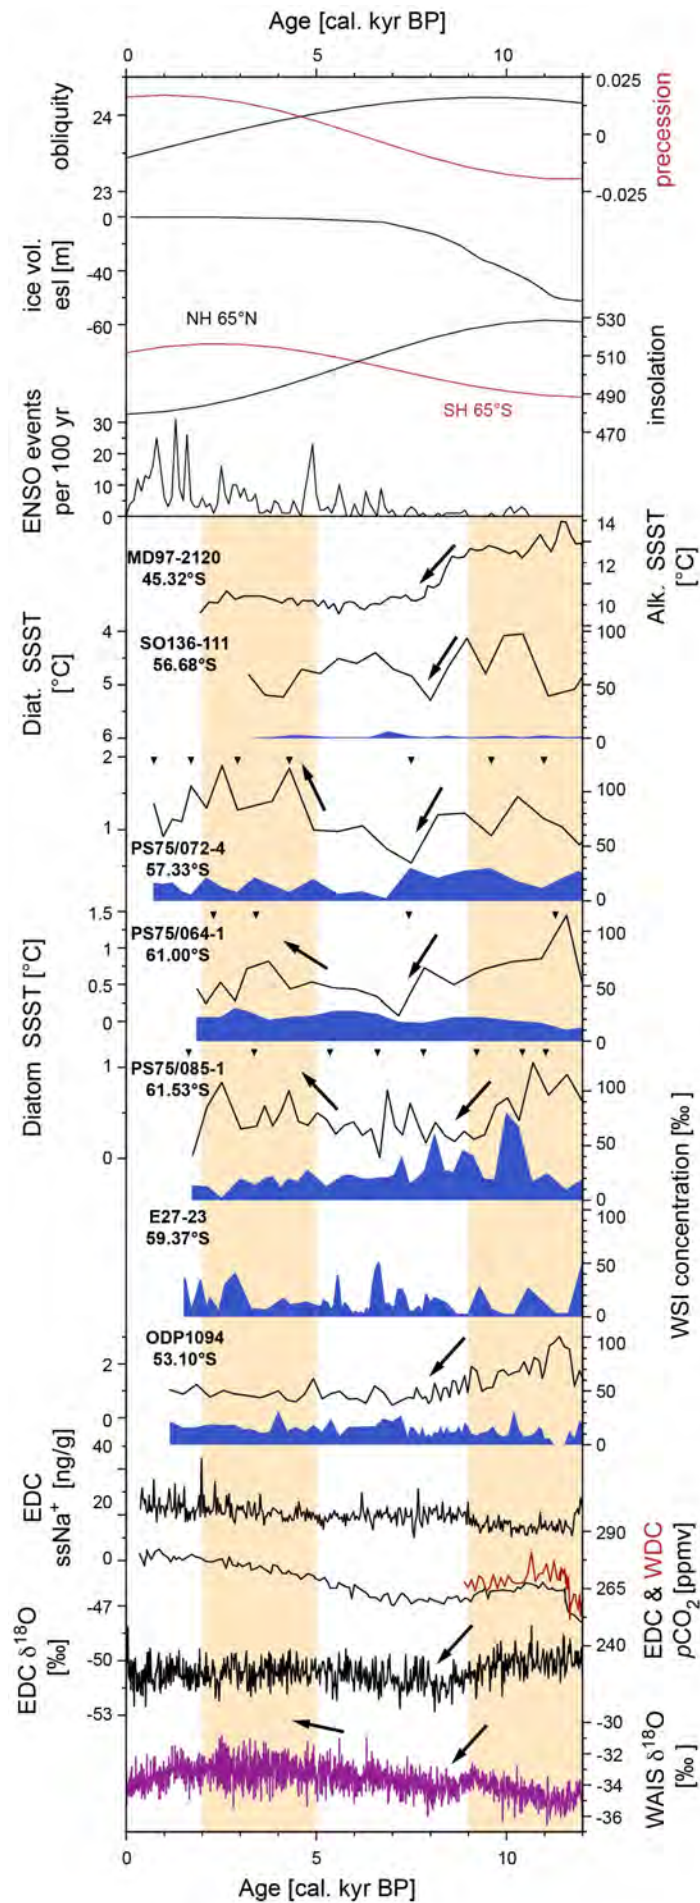 Age [cal. kyr BP]
0 5 10
obliquity
24
23
0.025
0
-0.025
precession
ice vol.
esl [m]
0
-40
-60
NH 65°N
SH 65°S
530
510
490
470
insolation
ENSO events
per 100 yr
30
20
10
0
MD97-2120
45.32°S
14
12
10
Alk. SSST
[°C]
SO136-111
56.68°S
Diat. SSST
[°C]
4
5
6
100
50
0
PS75/072-4
57.33°S
2
1
100
50
0
PS75/064-1
61.00°S
Diatom SSST [°C]
1.5
1
0.5
0
100
50
0
PS75/085-1
61.53°S
1
0
100
50
0
WSI concentration [‰]
E27-23
59.37°S
100
50
0
ODP1094
53.10°S
2
0
100
50
0
EDC
ssNa⁺ [ng/g]
40
20
0
290
265
240
EDC & WDC
pCO₂ [ppmv]
EDC δ¹⁸O
[‰]
-47
-50
-53
-30
-32
-34
-36
WAIS δ¹⁸O
[‰]
0 5 10
Age [cal. kyr BP]